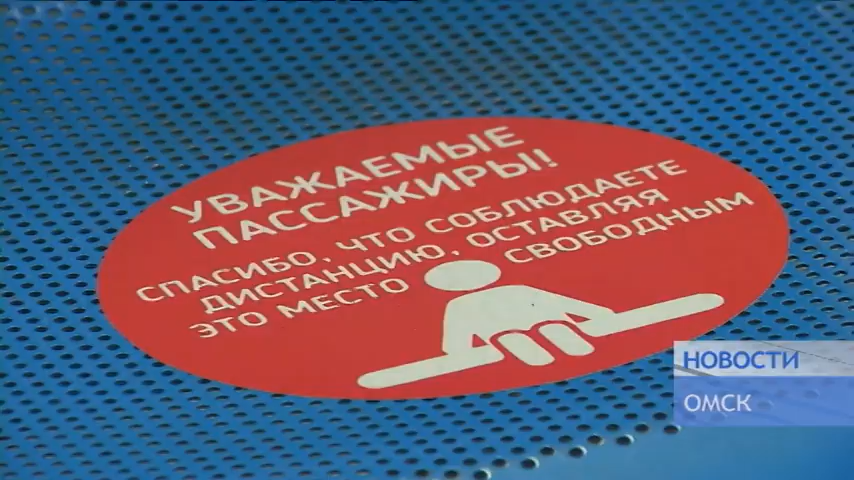 УВАЖАЕМЫЕ
ПАССАЖИРЫ!
СПАСИБО, ЧТО СОБЛЮДАЕТЕ
ДИСТАНЦИЮ, ОСТАВЛЯЯ
ЭТО МЕСТО СВОБОДНЫМ
НОВОСТИ
ОМСК